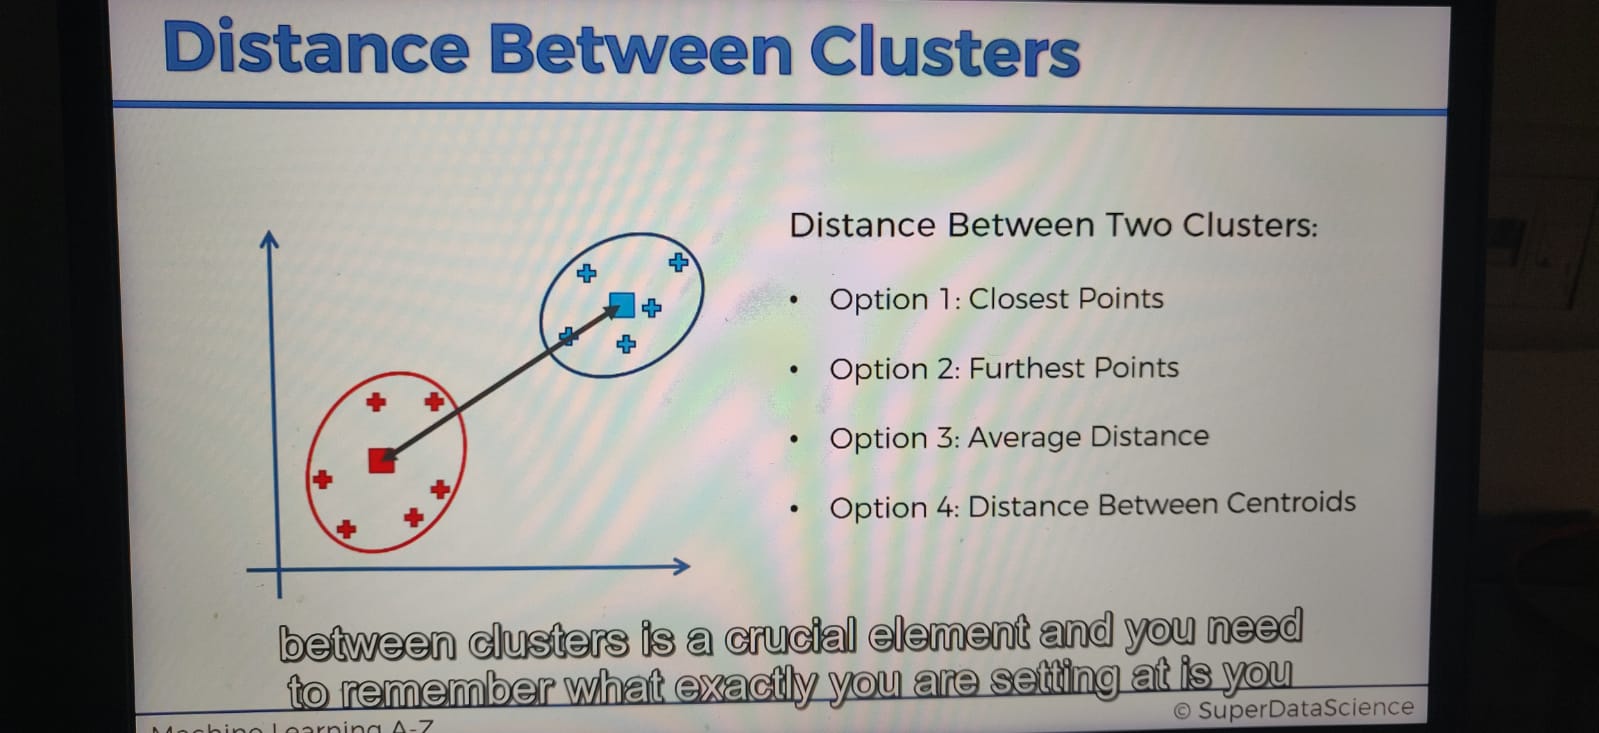 Distance Between Clusters
Distance Between Two Clusters:
• Option 1: Closest Points
• Option 2: Furthest Points
• Option 3: Average Distance
• Option 4: Distance Between Centroids
between clusters is a crucial element and you need
to remember what exactly you are setting at is you
© SuperDataScience
Machine Learning A-Z